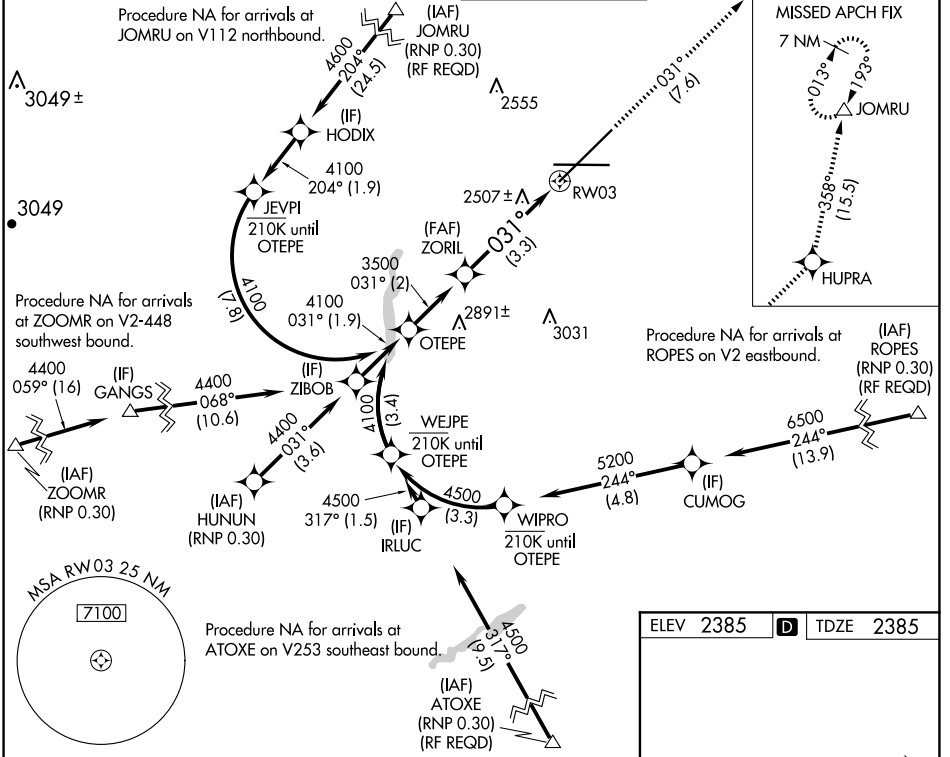 Procedure NA for arrivals at
JOMRU on V112 northbound.
(IAF)
JOMRU
(RNP 0.30)
(RF REQD)
4600
204°
(24.5)
3049±
2555
031°
(7.6)
MISSED APCH FIX
7 NM
013°
193°
JOMRU
358°
(15.5)
HUPRA
(IF)
HODIX
4100
204° (1.9)
3049
JEVPI
210K until
OTEPE
2507±
RW03
(FAF)
ZORIL
031°
(3.3)
3500
031° (2)
4100
(7.8)
4100
031° (1.9)
OTEPE
2891±
3031
Procedure NA for arrivals
at ZOOMR on V2-448
southwest bound.
Procedure NA for arrivals at
ROPES on V2 eastbound.
(IAF)
ROPES
(RNP 0.30)
(RF REQD)
4400
059° (16)
(IF)
GANGS
4400
068°
(10.6)
(IF)
ZIBOB
4100
(3.4)
WEJPE
210K until
OTEPE
6500
244°
(13.9)
(IAF)
ZOOMR
(RNP 0.30)
4400
031°
(3.6)
(IAF)
HUNUN
(RNP 0.30)
4500
317° (1.5)
(IF)
IRLUC
4500
(3.3)
WIPRO
210K until
OTEPE
5200
244°
(4.8)
(IF)
CUMOG
MSA RW03 25 NM
7100
Procedure NA for arrivals at
ATOXE on V253 southeast bound.
4500
317°
(9.5)
(IAF)
ATOXE
(RNP 0.30)
(RF REQD)
ELEV 2385 D TDZE 2385